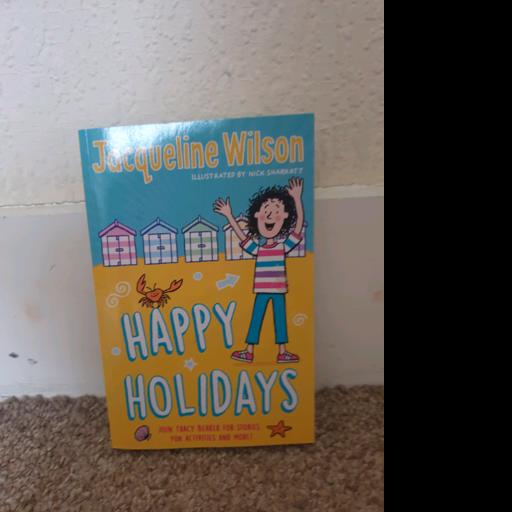 Jacqueline Wilson
ILLUSTRATED BY NICK SHARRATT
HAPPY
HOLIDAYS
JOIN TRACY BEAKER FOR STORIES,
FUN ACTIVITIES AND MORE!